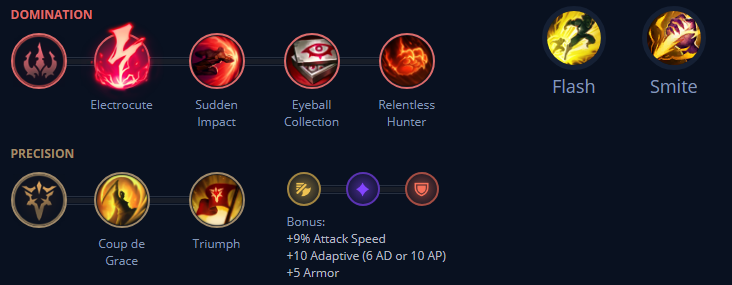 DOMINATION
Electrocute
Sudden
Impact
Eyeball
Collection
Relentless
Hunter
Flash
Smite
PRECISION
Coup de
Grace
Triumph
Bonus:
+9% Attack Speed
+10 Adaptive (6 AD or 10 AP)
+5 Armor